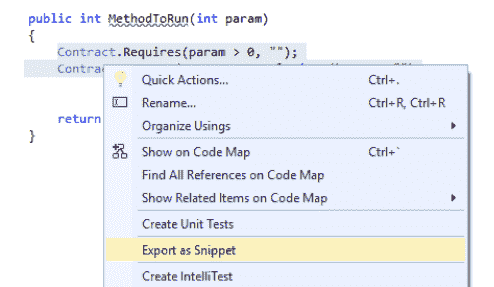 public int MethodToRun(int param)
{
Contract.Requires(param > 0, "");
Contract
return
}
Quick Actions... Ctrl+.
Rename... Ctrl+R, Ctrl+R
Organize Usings
Show on Code Map Ctrl+`
Find All References on Code Map
Show Related Items on Code Map
Create Unit Tests
Export as Snippet
Create IntelliTest